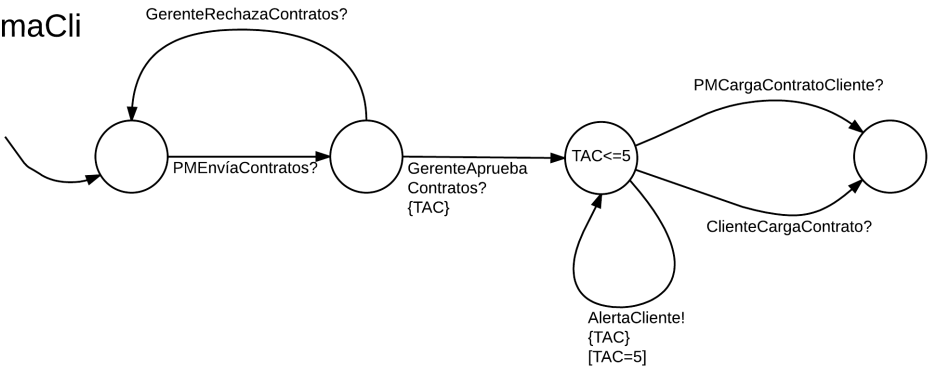 maCli
GerenteRechazaContratos?
PMEnvíaContratos?
GerenteAprueba
Contratos?
{TAC}
TAC<=5
PMCargaContratoCliente?
ClienteCargaContrato?
AlertaCliente!
{TAC}
[TAC=5]